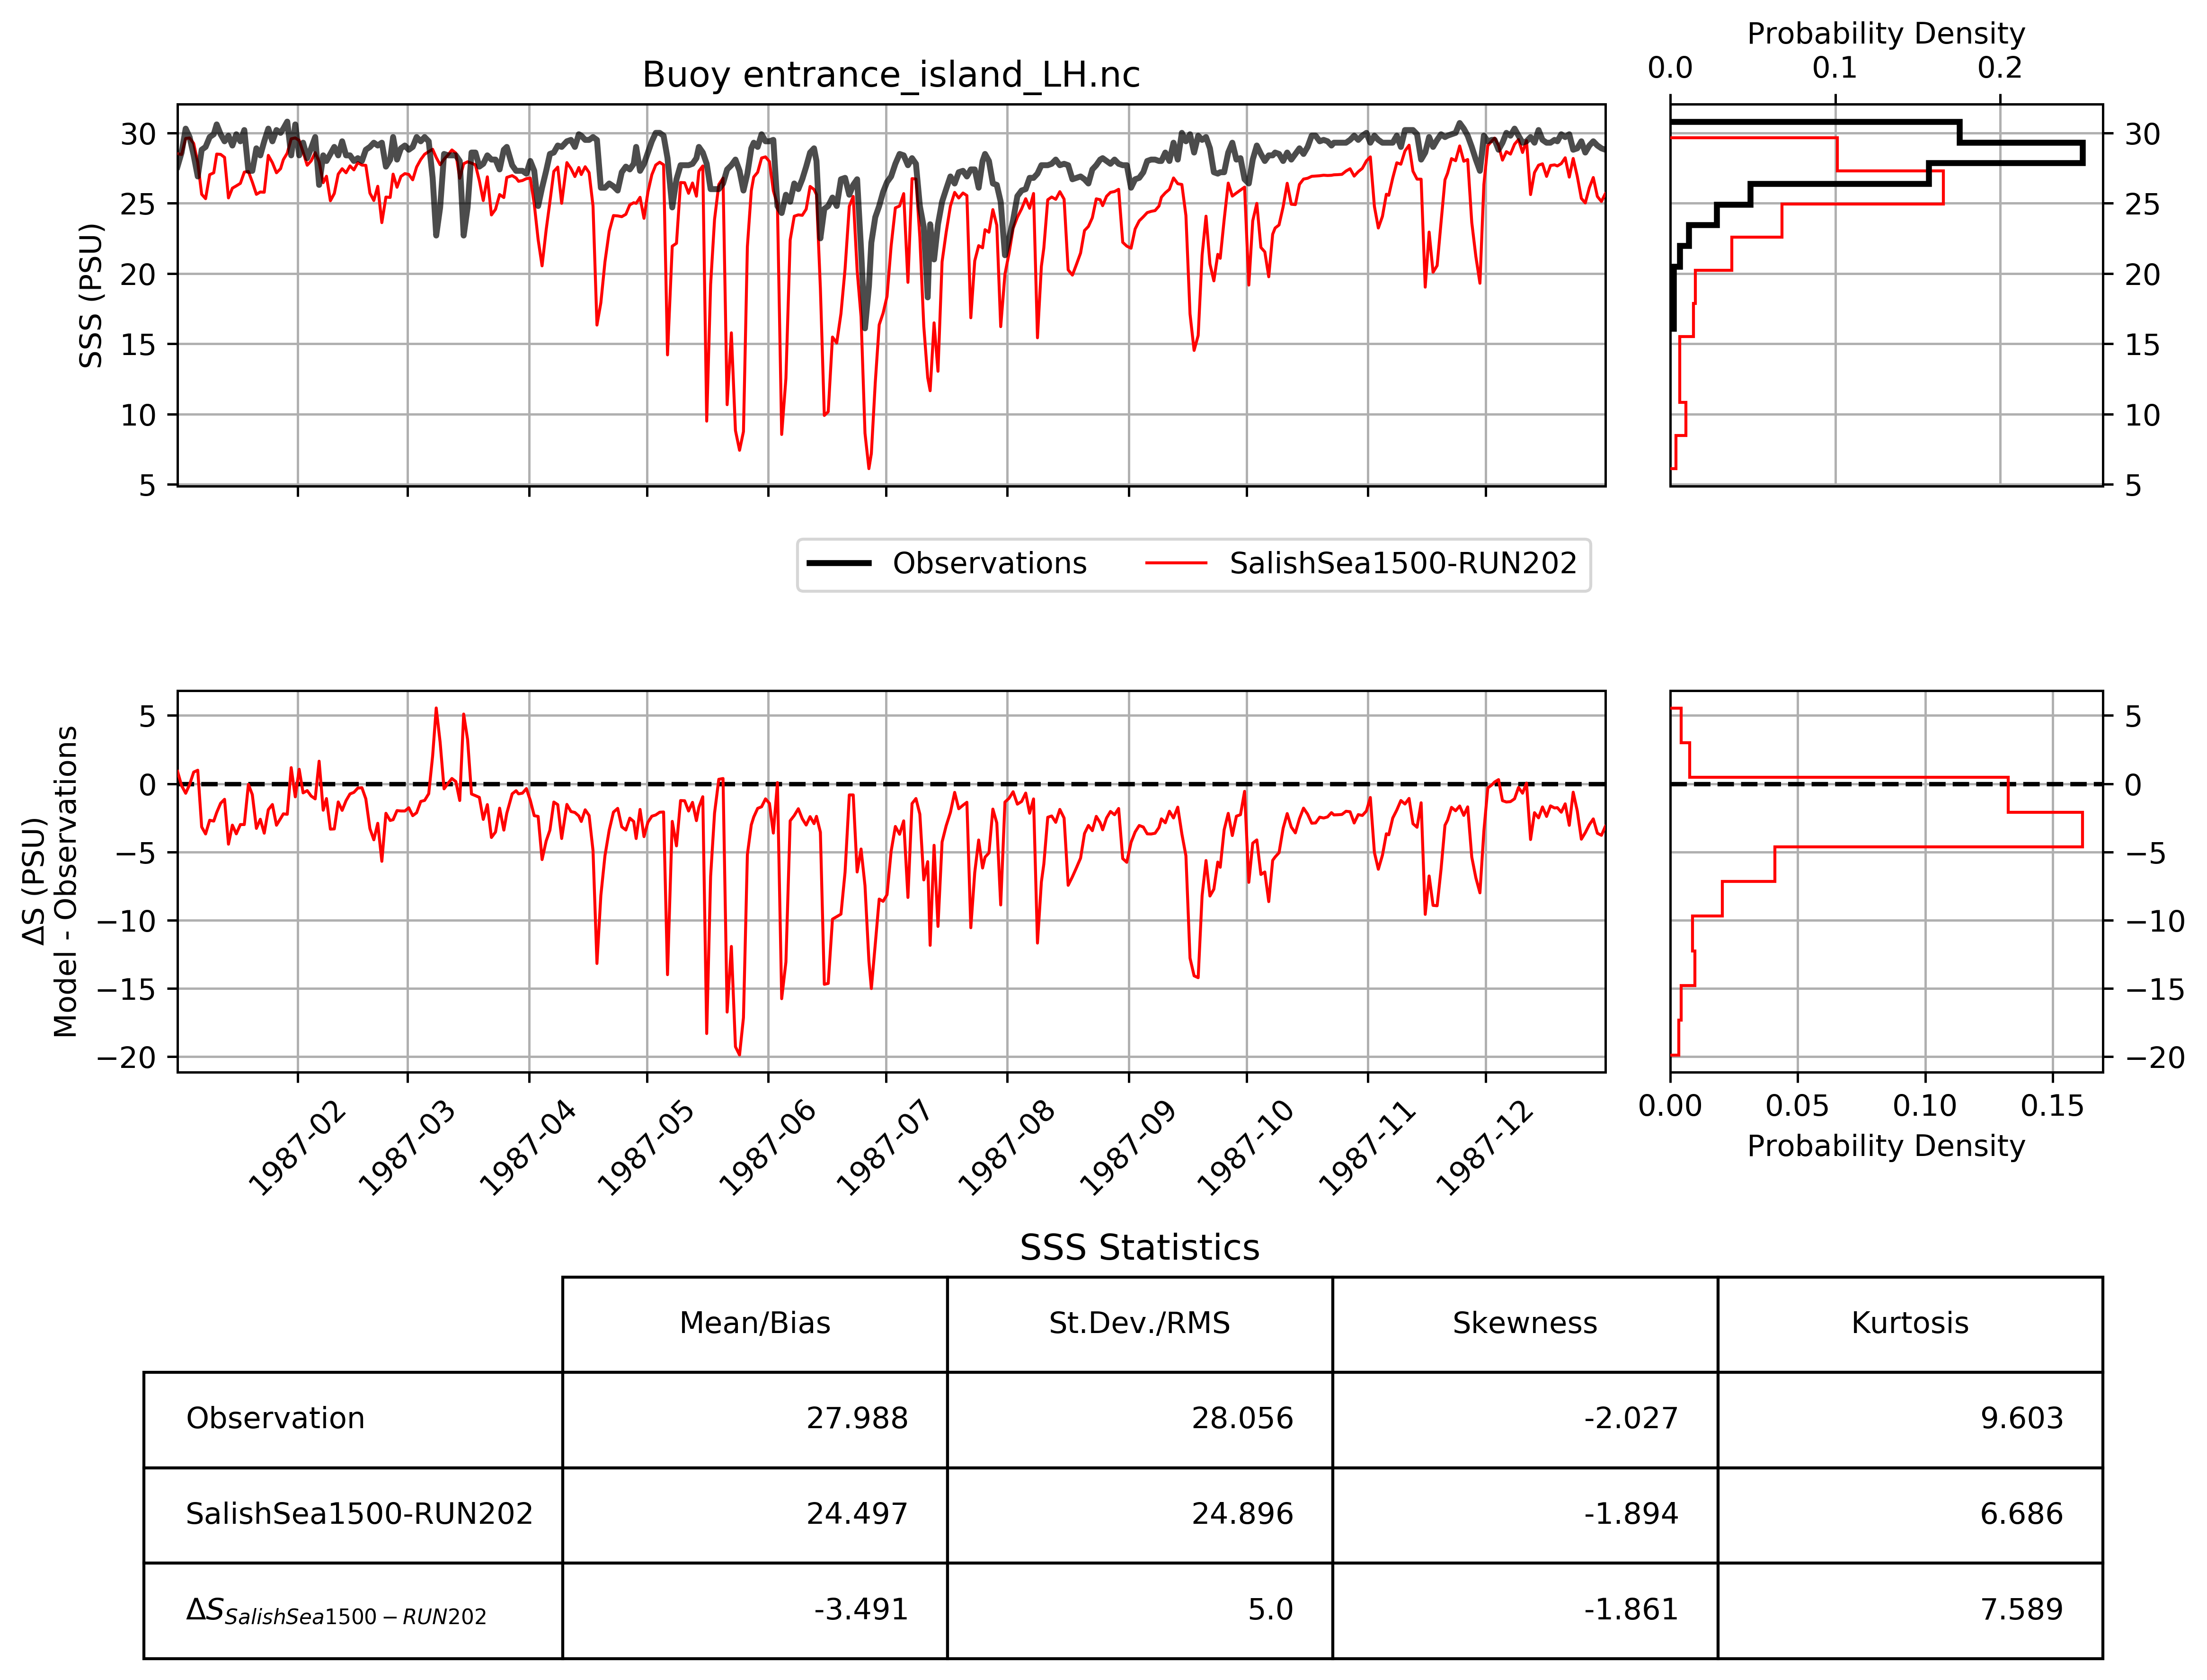 Probability Density
0.0 0.1 0.2
Buoy entrance_island_LH.nc
SSS (PSU)
30
25
20
15
10
5
30
25
20
15
10
5
Observations SalishSea1500-RUN202
ΔS (PSU)
Model - Observations
5
0
−5
−10
−15
−20
5
0
−5
−10
−15
−20
1987-02 1987-03 1987-04 1987-05 1987-06 1987-07 1987-08 1987-09 1987-10 1987-11 1987-12
0.00 0.05 0.10 0.15
Probability Density
SSS Statistics
Mean/Bias St.Dev./RMS Skewness Kurtosis
Observation 27.988 28.056 -2.027 9.603
SalishSea1500-RUN202 24.497 24.896 -1.894 6.686
ΔS SalishSea1500−RUN202 -3.491 5.0 -1.861 7.589